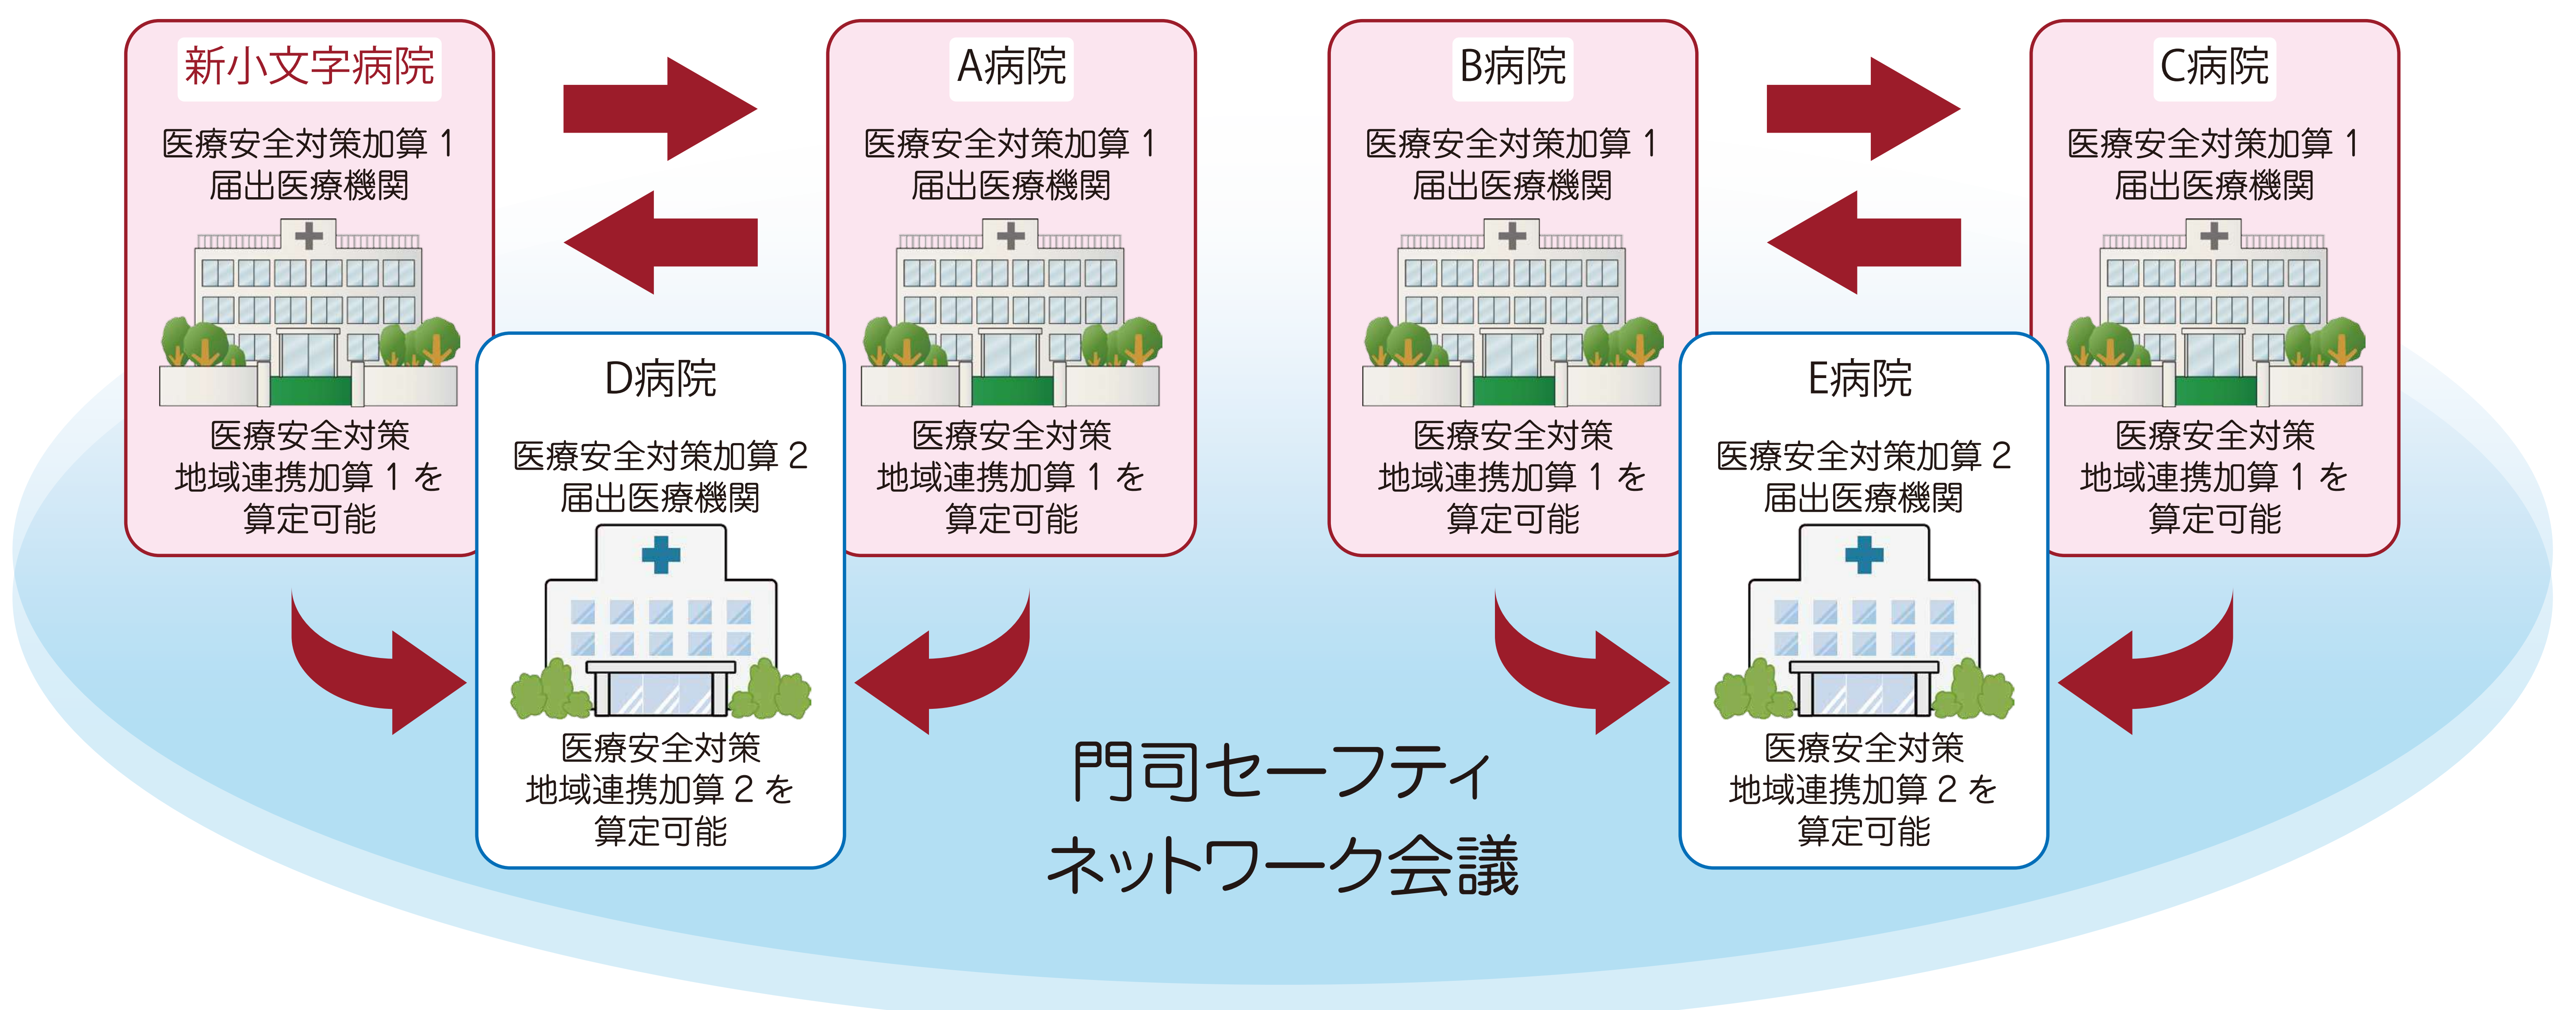 新小文字病院
医療安全対策加算1
届出医療機関
医療安全対策
地域連携加算1を
算定可能
A病院
医療安全対策加算1
届出医療機関
医療安全対策
地域連携加算1を
算定可能
D病院
医療安全対策加算2
届出医療機関
医療安全対策
地域連携加算2を
算定可能
B病院
医療安全対策加算1
届出医療機関
医療安全対策
地域連携加算1を
算定可能
C病院
医療安全対策加算1
届出医療機関
医療安全対策
地域連携加算1を
算定可能
E病院
医療安全対策加算2
届出医療機関
医療安全対策
地域連携加算2を
算定可能
門司セーフティ
ネットワーク会議